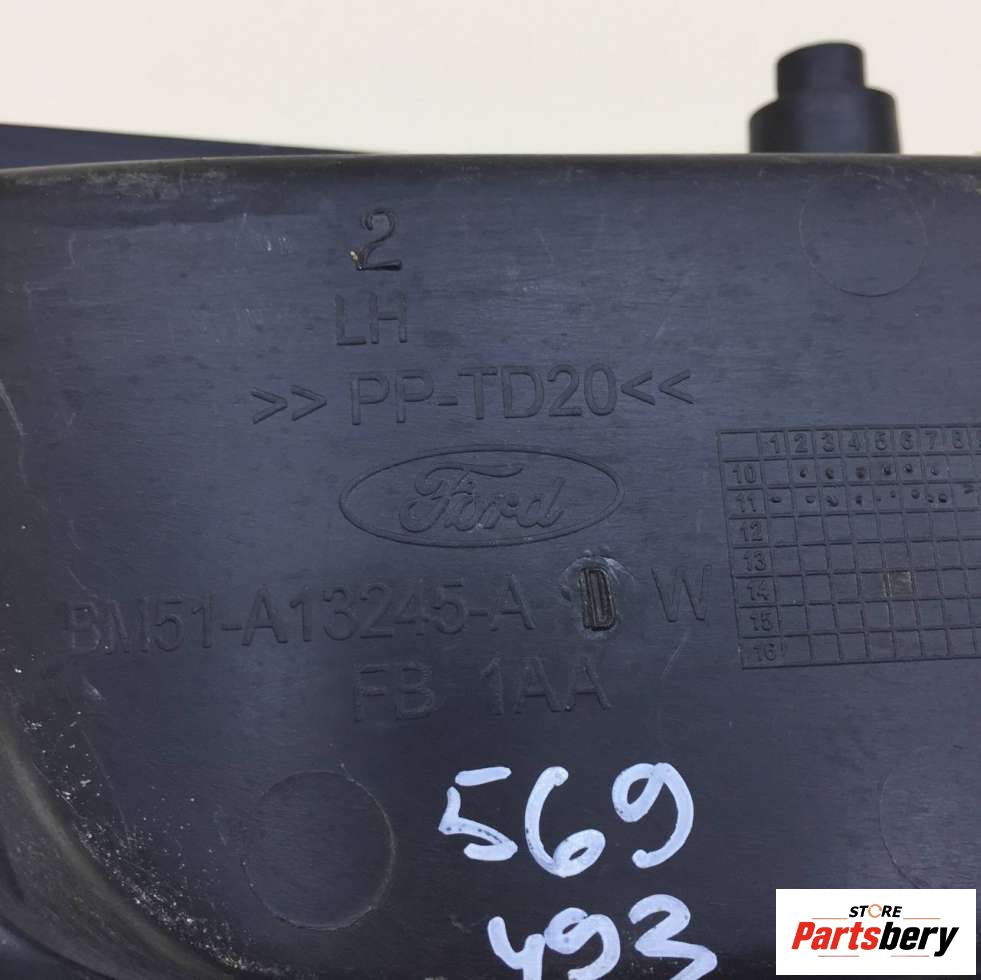 2
LH
>> PP-TD20 <<
Ford
BM51-A13245-A D W
FB 1AA
1 2 3 4 5 6 7 8
10
11
12
13
14
15
16
569
493
STORE
Partsbery